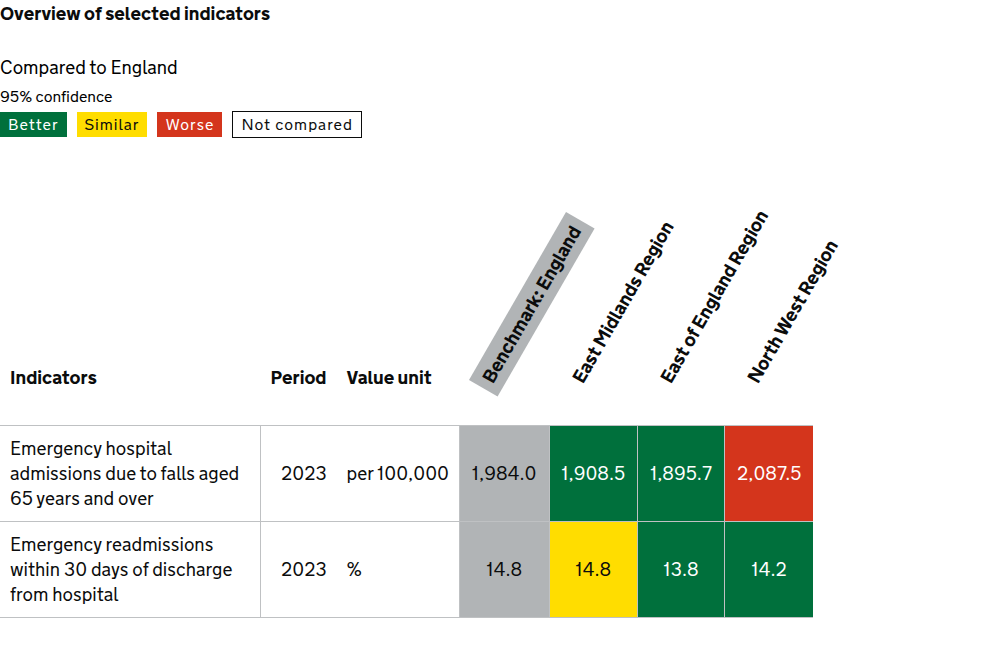 Overview of selected indicators
Compared to England
95% confidence
Better Similar Worse Not compared
Indicators Period Value unit Benchmark: England East Midlands Region East of England Region North West Region
Emergency hospital
admissions due to falls aged
65 years and over
2023 per 100,000 1,984.0 1,908.5 1,895.7 2,087.5
Emergency readmissions
within 30 days of discharge
from hospital
2023 % 14.8 14.8 13.8 14.2